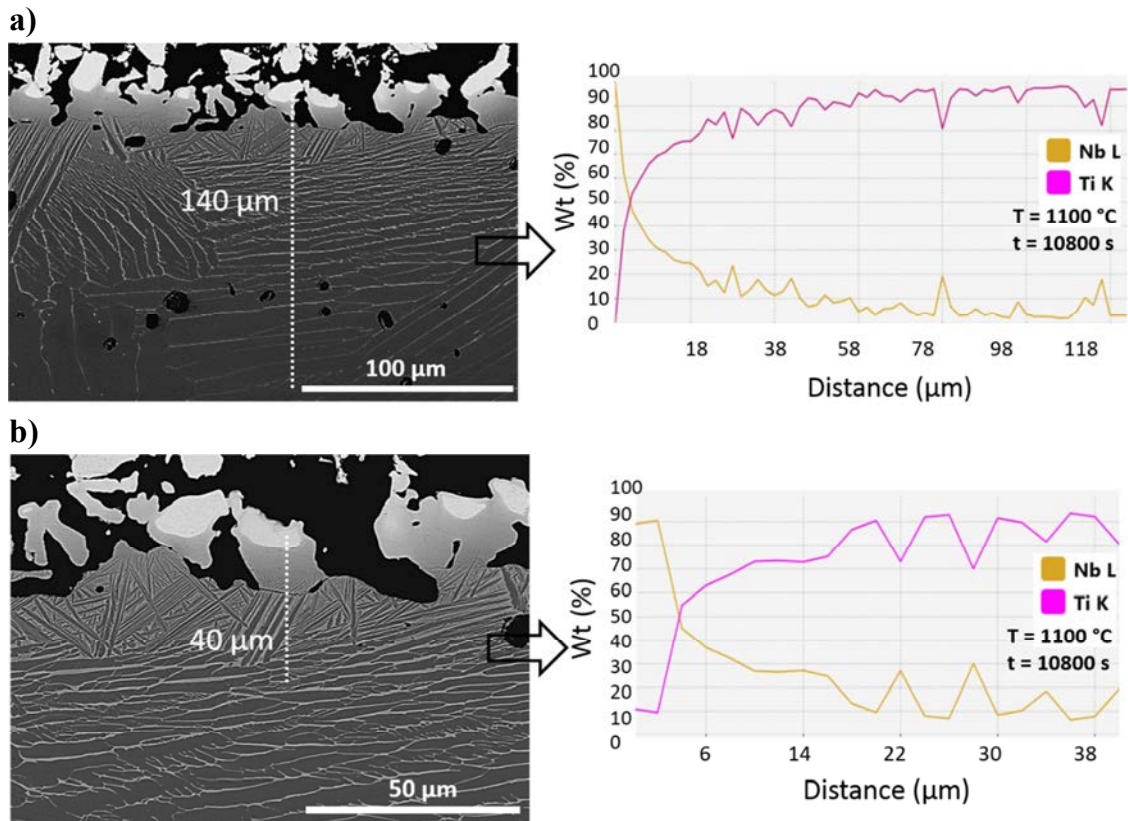 a)
140 μm
100 μm
100
90
80
70
60
50
40
30
20
10
0
Wt (%)
Nb L
Ti K
T = 1100 °C
t = 10800 s
18 38 58 78 98 118
Distance (μm)
b)
40 μm
50 μm
100
90
80
70
60
50
40
30
20
10
0
Wt (%)
Nb L
Ti K
T = 1100 °C
t = 10800 s
6 14 22 30 38
Distance (μm)